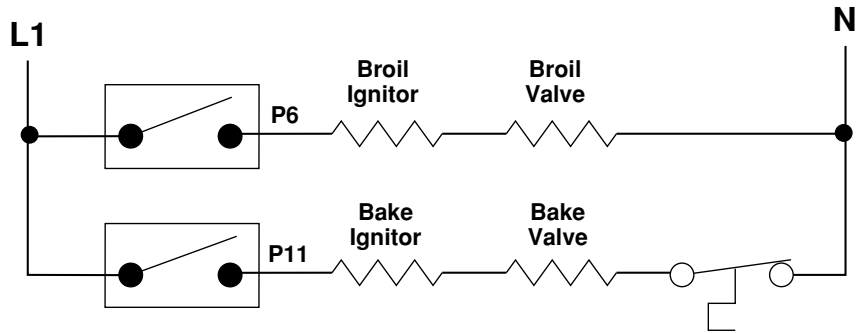 L1
N
Broil
Ignitor
Broil
Valve
P6
Bake
Ignitor
Bake
Valve
P11